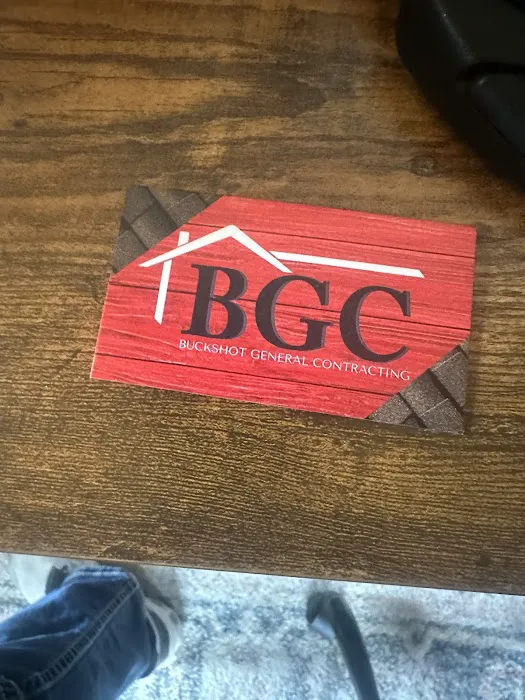 BGC
BUCKSHOT GENERAL CONTRACTING